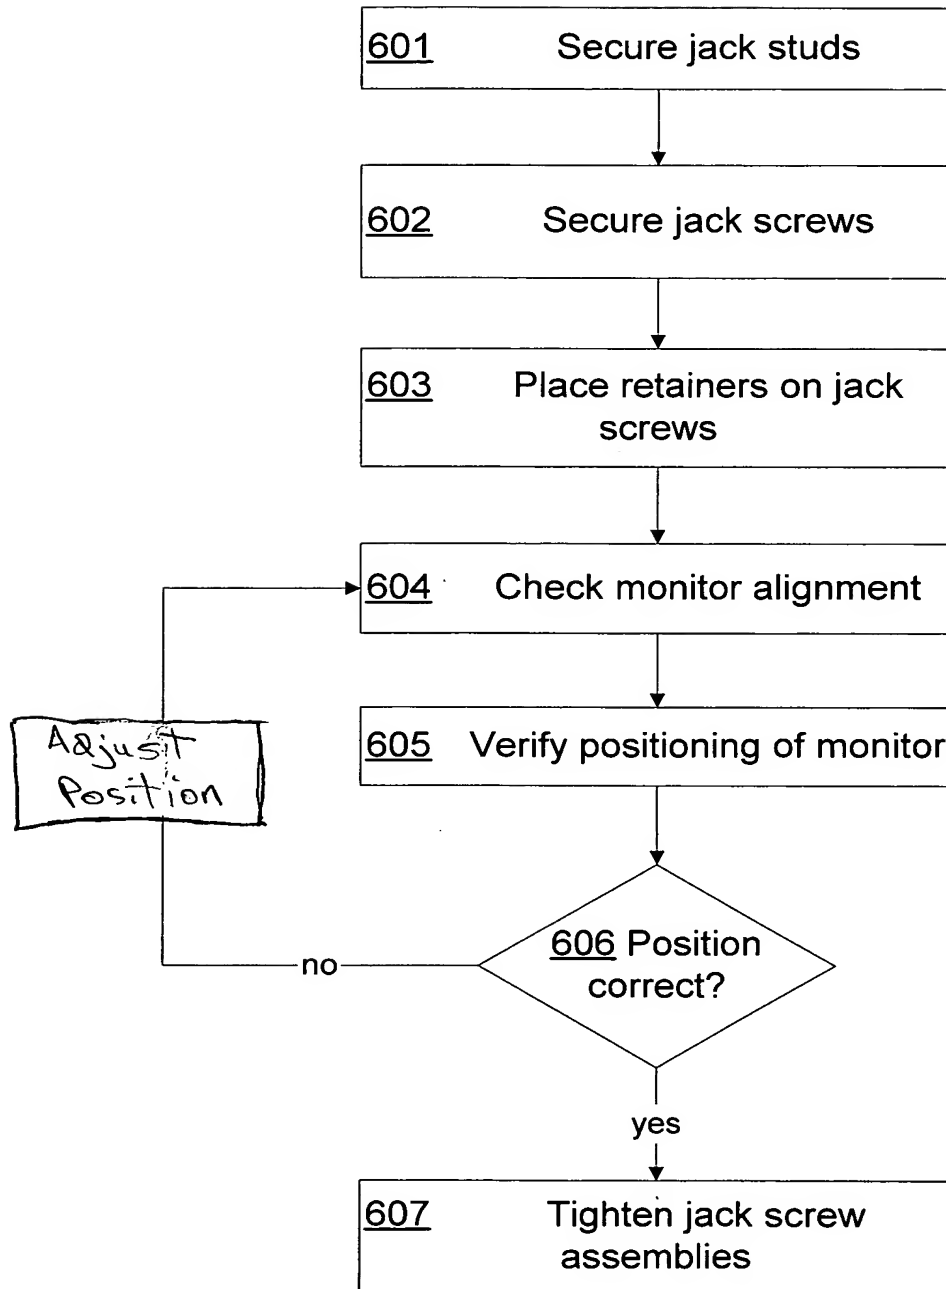 601 Secure jack studs
602 Secure jack screws
603 Place retainers on jack
screws
604 Check monitor alignment
Adjust
Position
605 Verify positioning of monitor
606 Position
correct?
no
yes
607 Tighten jack screw
assemblies